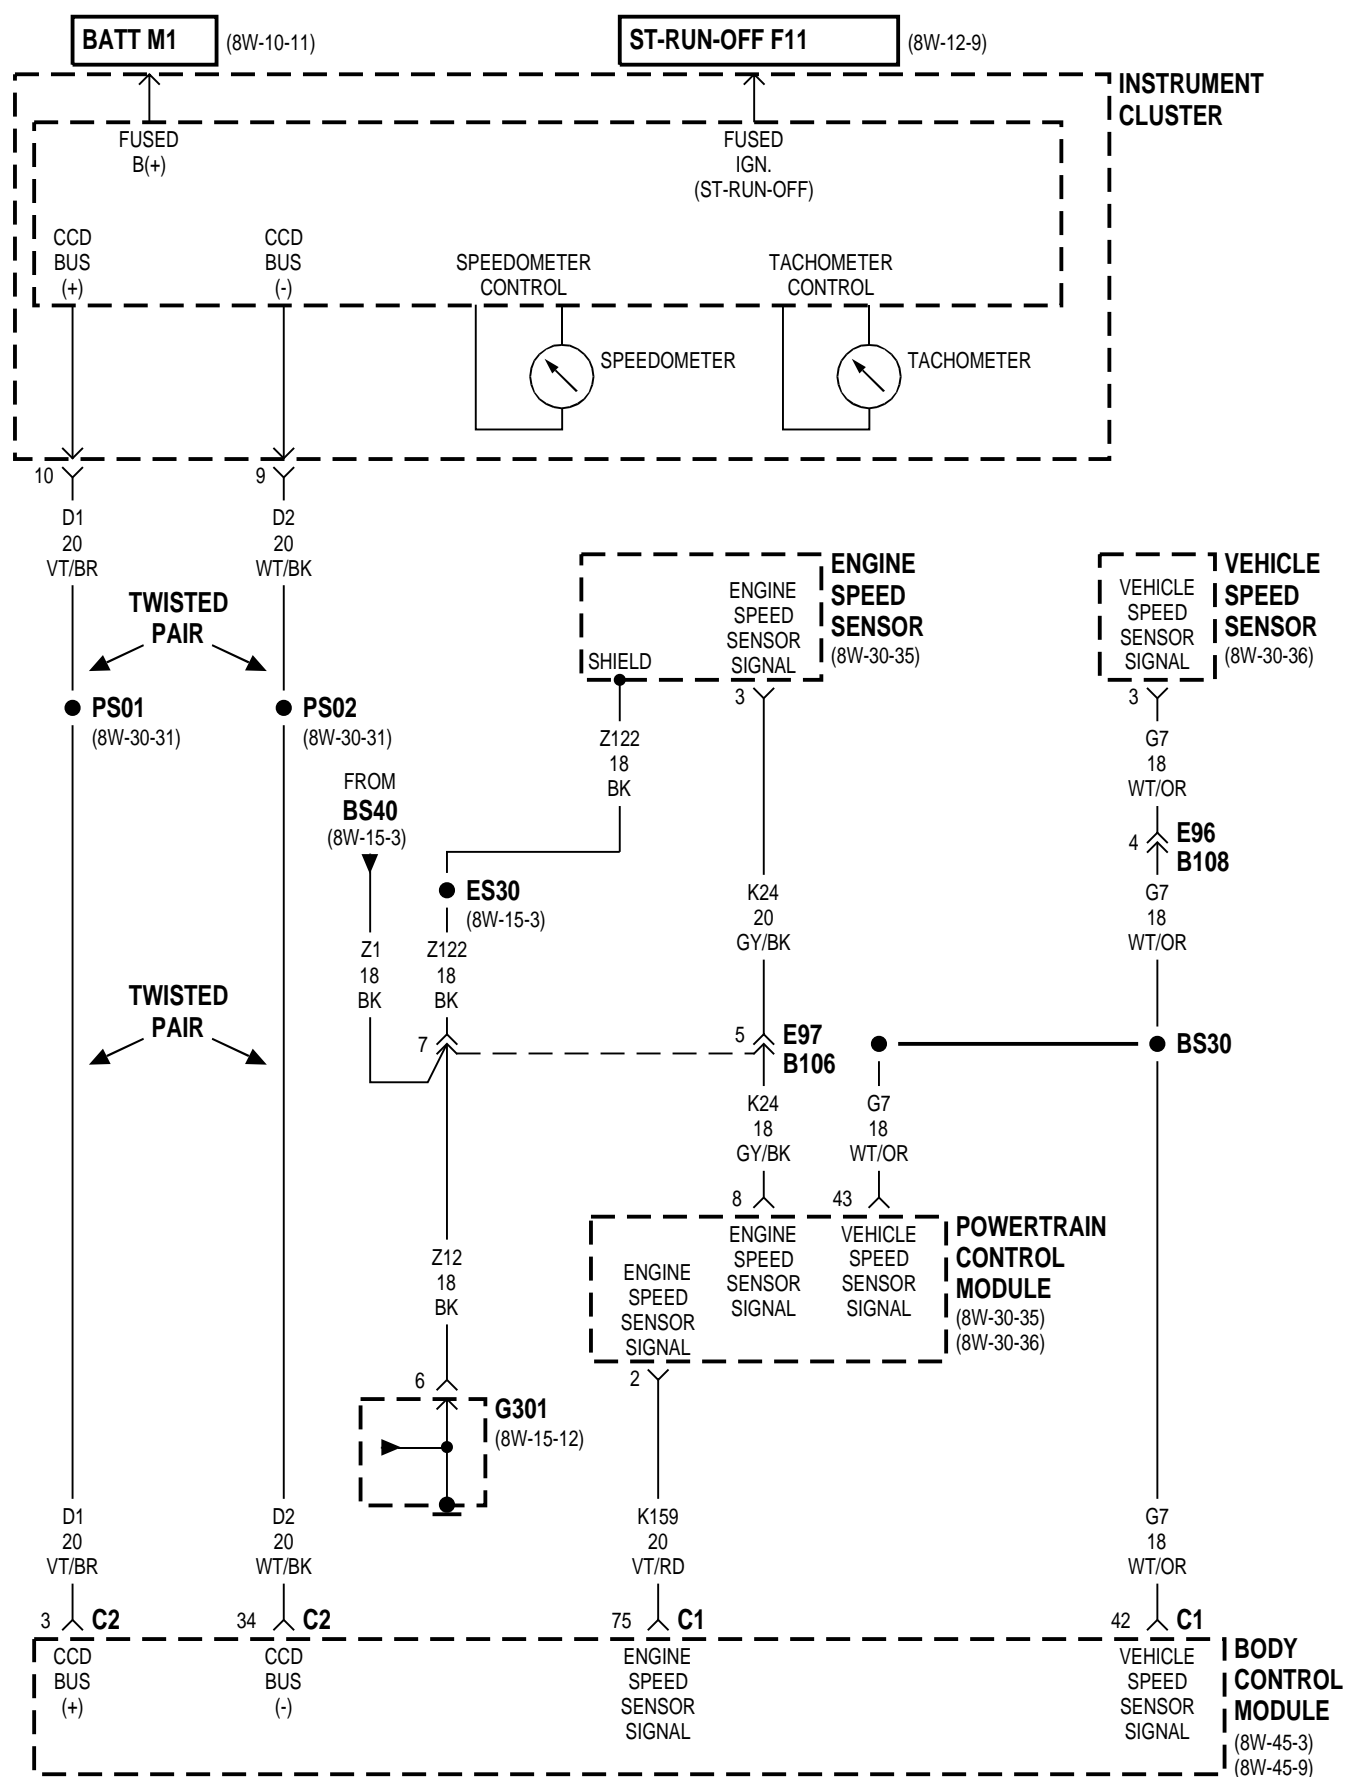 BATT M1 (8W-10-11)
ST-RUN-OFF F11 (8W-12-9)
INSTRUMENT
CLUSTER
FUSED
B(+)
FUSED
IGN.
(ST-RUN-OFF)
CCD
BUS
(+)
CCD
BUS
(-)
SPEEDOMETER
CONTROL
TACHOMETER
CONTROL
SPEEDOMETER
TACHOMETER
10
9
D1
20
VT/BR
D2
20
WT/BK
TWISTED
PAIR
PS01
(8W-30-31)
PS02
(8W-30-31)
ENGINE
SPEED
SENSOR
SIGNAL
SHIELD
ENGINE
SPEED
SENSOR
(8W-30-35)
VEHICLE
SPEED
SENSOR
SIGNAL
VEHICLE
SPEED
SENSOR
(8W-30-36)
3
3
Z122
18
BK
G7
18
WT/OR
FROM
BS40
(8W-15-3)
4
E96
B108
ES30
(8W-15-3)
K24
20
GY/BK
G7
18
WT/OR
Z1
18
BK
Z122
18
BK
TWISTED
PAIR
7
5
E97
B106
BS30
K24
18
GY/BK
G7
18
WT/OR
8
43
ENGINE
SPEED
SENSOR
SIGNAL
ENGINE
SPEED
SENSOR
SIGNAL
VEHICLE
SPEED
SENSOR
SIGNAL
POWERTRAIN
CONTROL
MODULE
(8W-30-35)
(8W-30-36)
Z12
18
BK
6
2
G301
(8W-15-12)
D1
20
VT/BR
D2
20
WT/BK
K159
20
VT/RD
G7
18
WT/OR
3 C2
34 C2
75 C1
42 C1
CCD
BUS
(+)
CCD
BUS
(-)
ENGINE
SPEED
SENSOR
SIGNAL
VEHICLE
SPEED
SENSOR
SIGNAL
BODY
CONTROL
MODULE
(8W-45-3)
(8W-45-9)